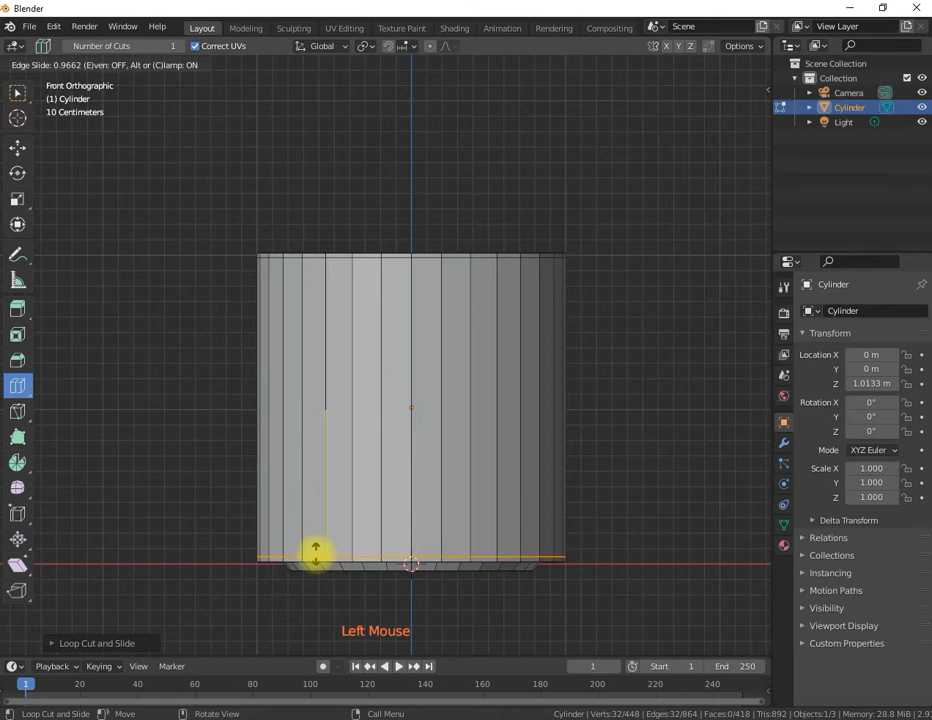 Blender
File Edit Render Window Help Layout Modeling Sculpting UV Editing Texture Paint Shading Animation Rendering Compositing Scene View Layer
Number of Cuts 1 Correct UVs Global X Y Z Options
Edge Slide: 0.9662 (E)ven: OFF, Alt or (C)lamp: ON
Front Orthographic
(1) Cylinder
10 Centimeters
Scene Collection
Collection
Camera
Cylinder
Light
Cylinder
Cylinder
Transform
Location X 0 m
Y 0 m
Z 1.0133 m
Rotation X 0°
Y 0°
Z 0°
Mode XYZ Euler
Scale X 1.000
Y 1.000
Z 1.000
Delta Transform
Relations
Collections
Instancing
Motion Paths
Visibility
Viewport Display
Custom Properties
Left Mouse
Loop Cut and Slide
Playback Keying View Marker 1 Start 1 End 250
1 20 40 60 80 100 120 140 160 180 200 220 240
Loop Cut and Slide Move Rotate View Call Menu Cylinder | Verts:32/448 | Edges:32/864 | Faces:0/418 | Tris:892 | Memory: 28.8 MiB | 2.9